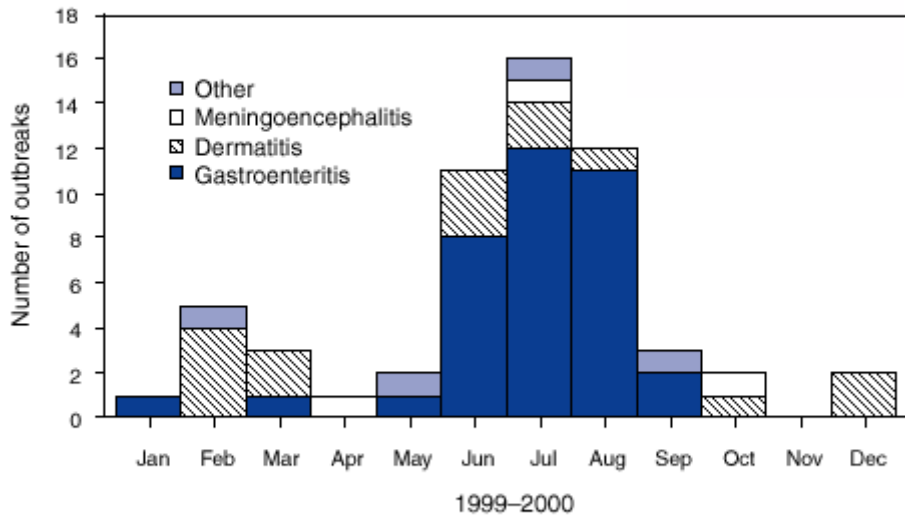 Number of outbreaks
18
16
14
12
10
8
6
4
2
0
Other
Meningoencephalitis
Dermatitis
Gastroenteritis
Jan Feb Mar Apr May Jun Jul Aug Sep Oct Nov Dec
1999–2000